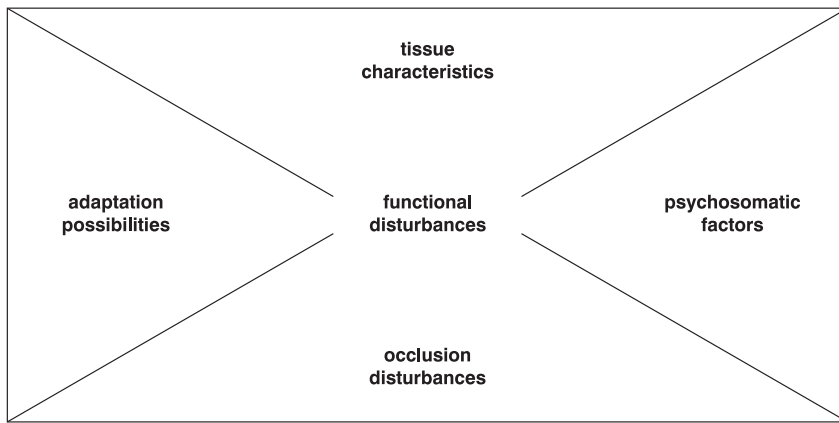 tissue
characteristics
adaptation
possibilities
functional
disturbances
psychosomatic
factors
occlusion
disturbances